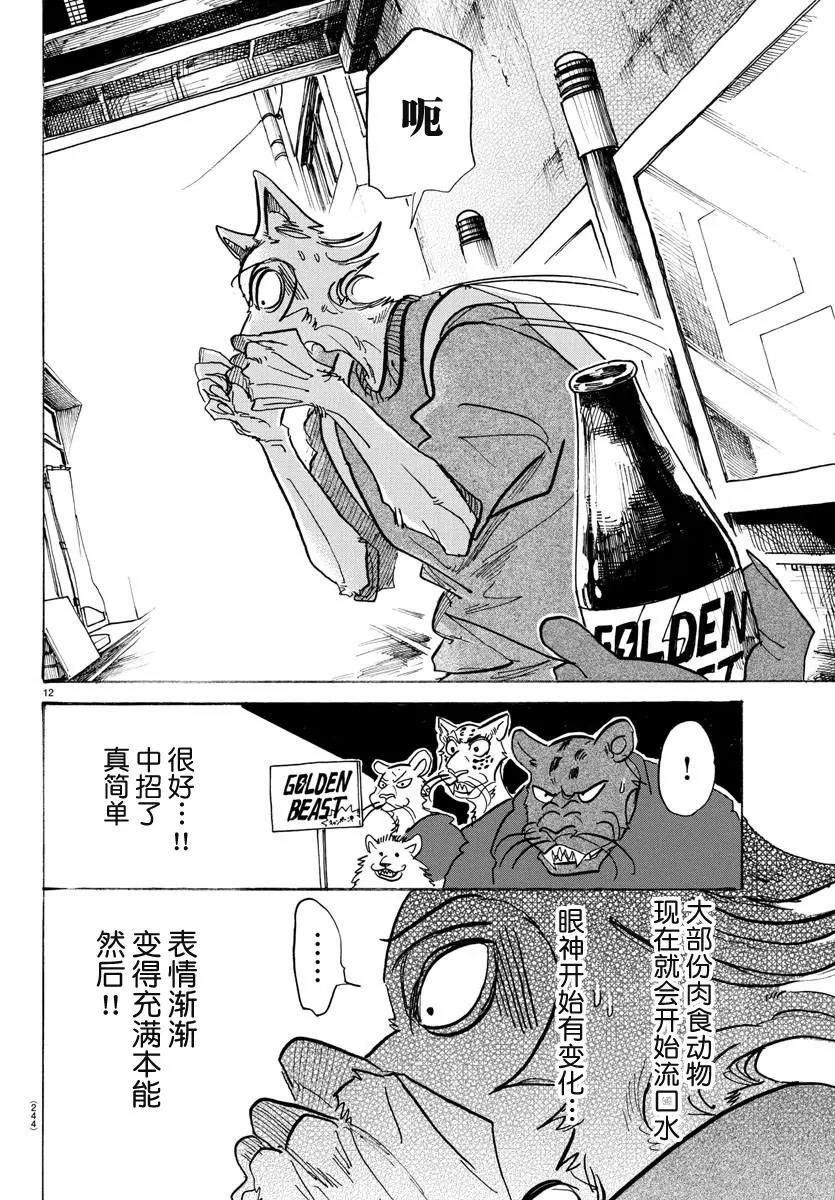 呃
GOLDEN
BEAST
12
！
GOLDEN
BEAST
很好…!!
中招了
真简单
大部份肉食动物
现在就会开始流口水
眼神开始有变化…
…
表情渐渐
变得充满本能
然后!!
(244)